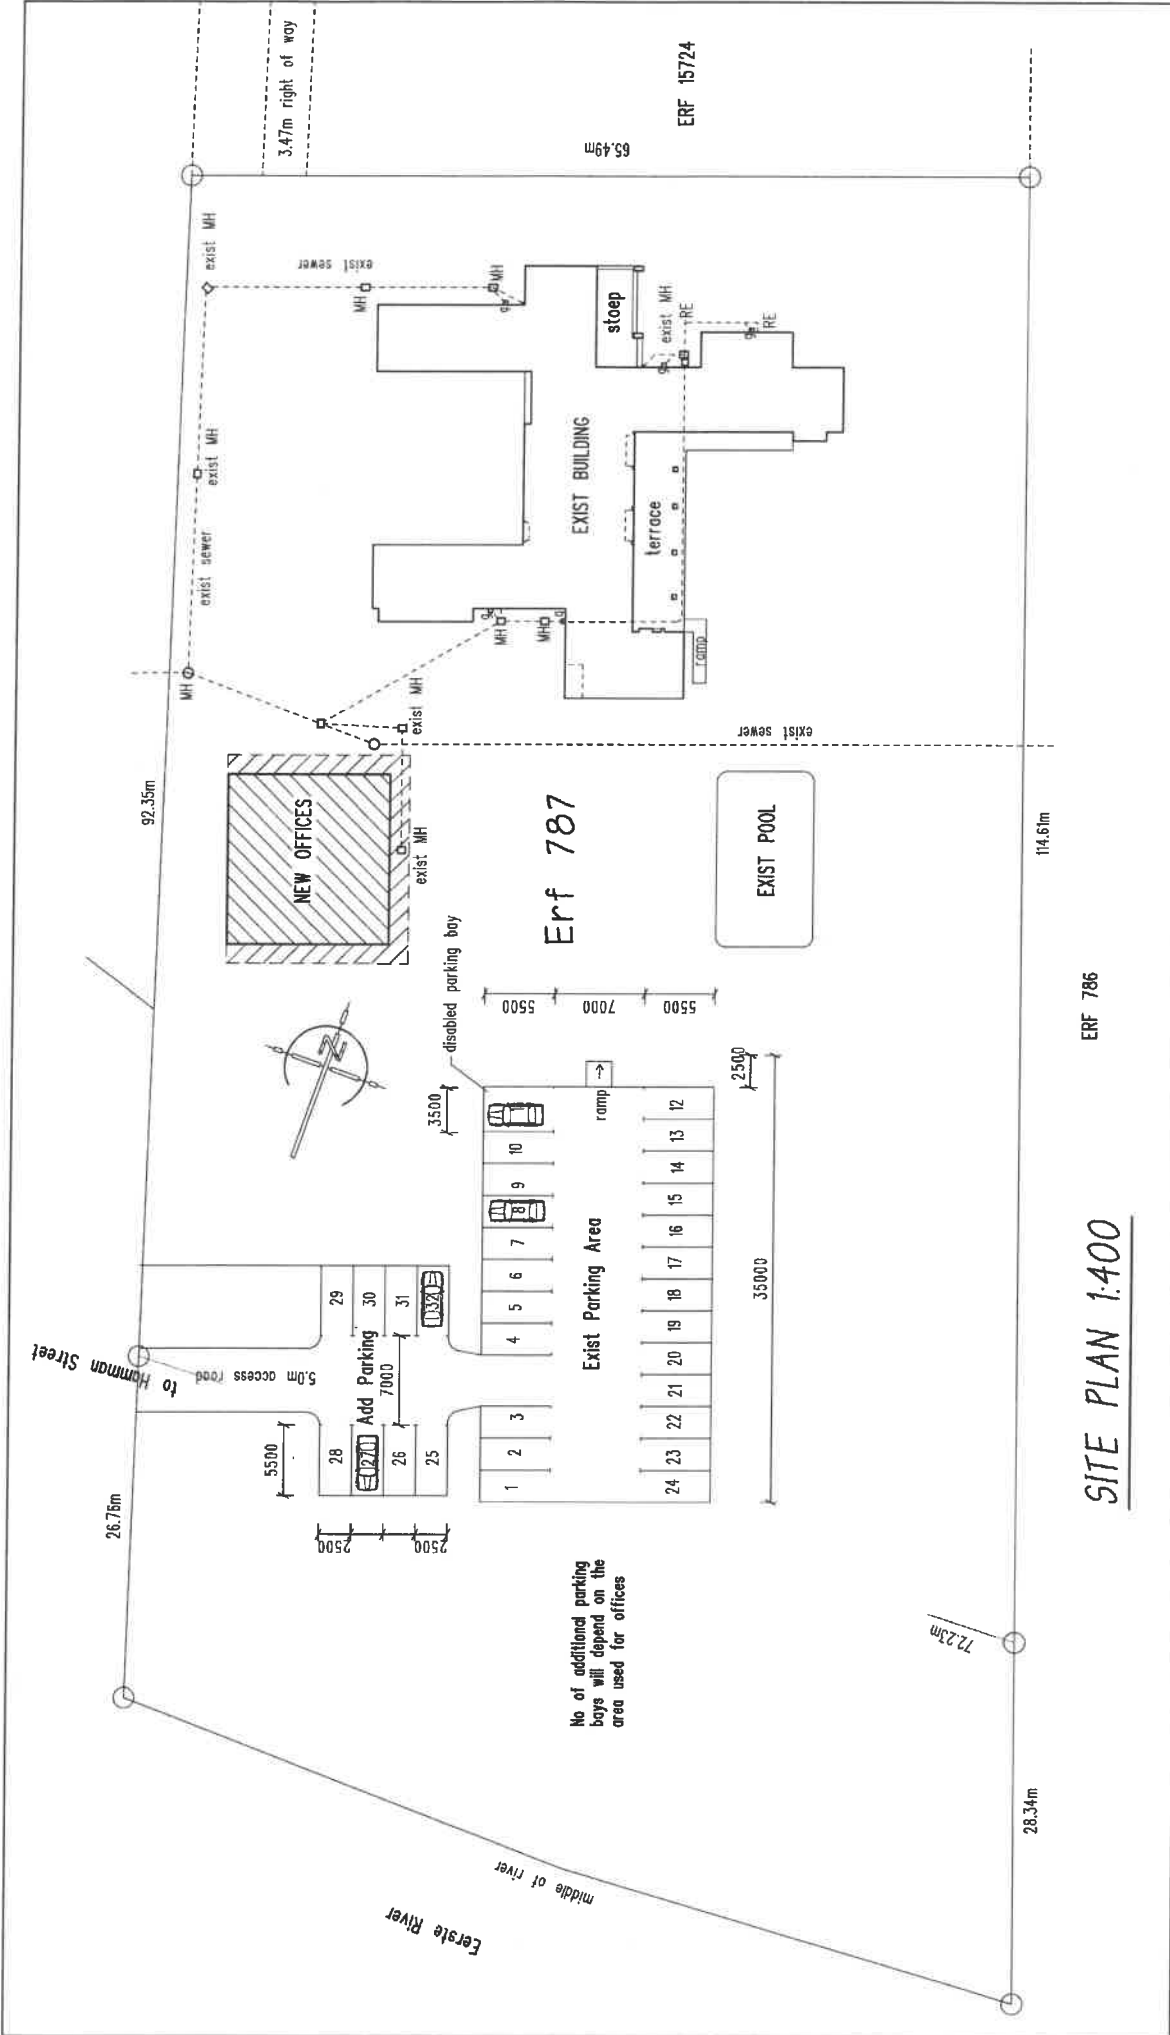 3.47m right of way
ERF 15724
65.49m
exist MH
exist sewer
MH
MH
stoep
exist MH
RE
RE
exist MH
exist sewer
EXIST BUILDING
terrace
ramp
MH
MH
MH
exist MH
exist sewer
92.35m
NEW OFFICES
exist MH
Erf 787
EXIST POOL
114.61m
ERF 786
disabled parking bay
5500
7000
5500
N
3500
2500
ramp
10
9
8
7
6
5
4
3
2
1
12
13
14
15
16
17
18
19
20
21
22
23
24
Exist Parking Area
35000
29
30
31
32
Add Parking
7000
5.0m access road
to Hamman Street
28
27
26
25
5500
2500
2500
26.76m
No of additional parking
bays will depend on the
area used for offices
72.23m
28.34m
middle of river
Eerste River
SITE PLAN 1:400